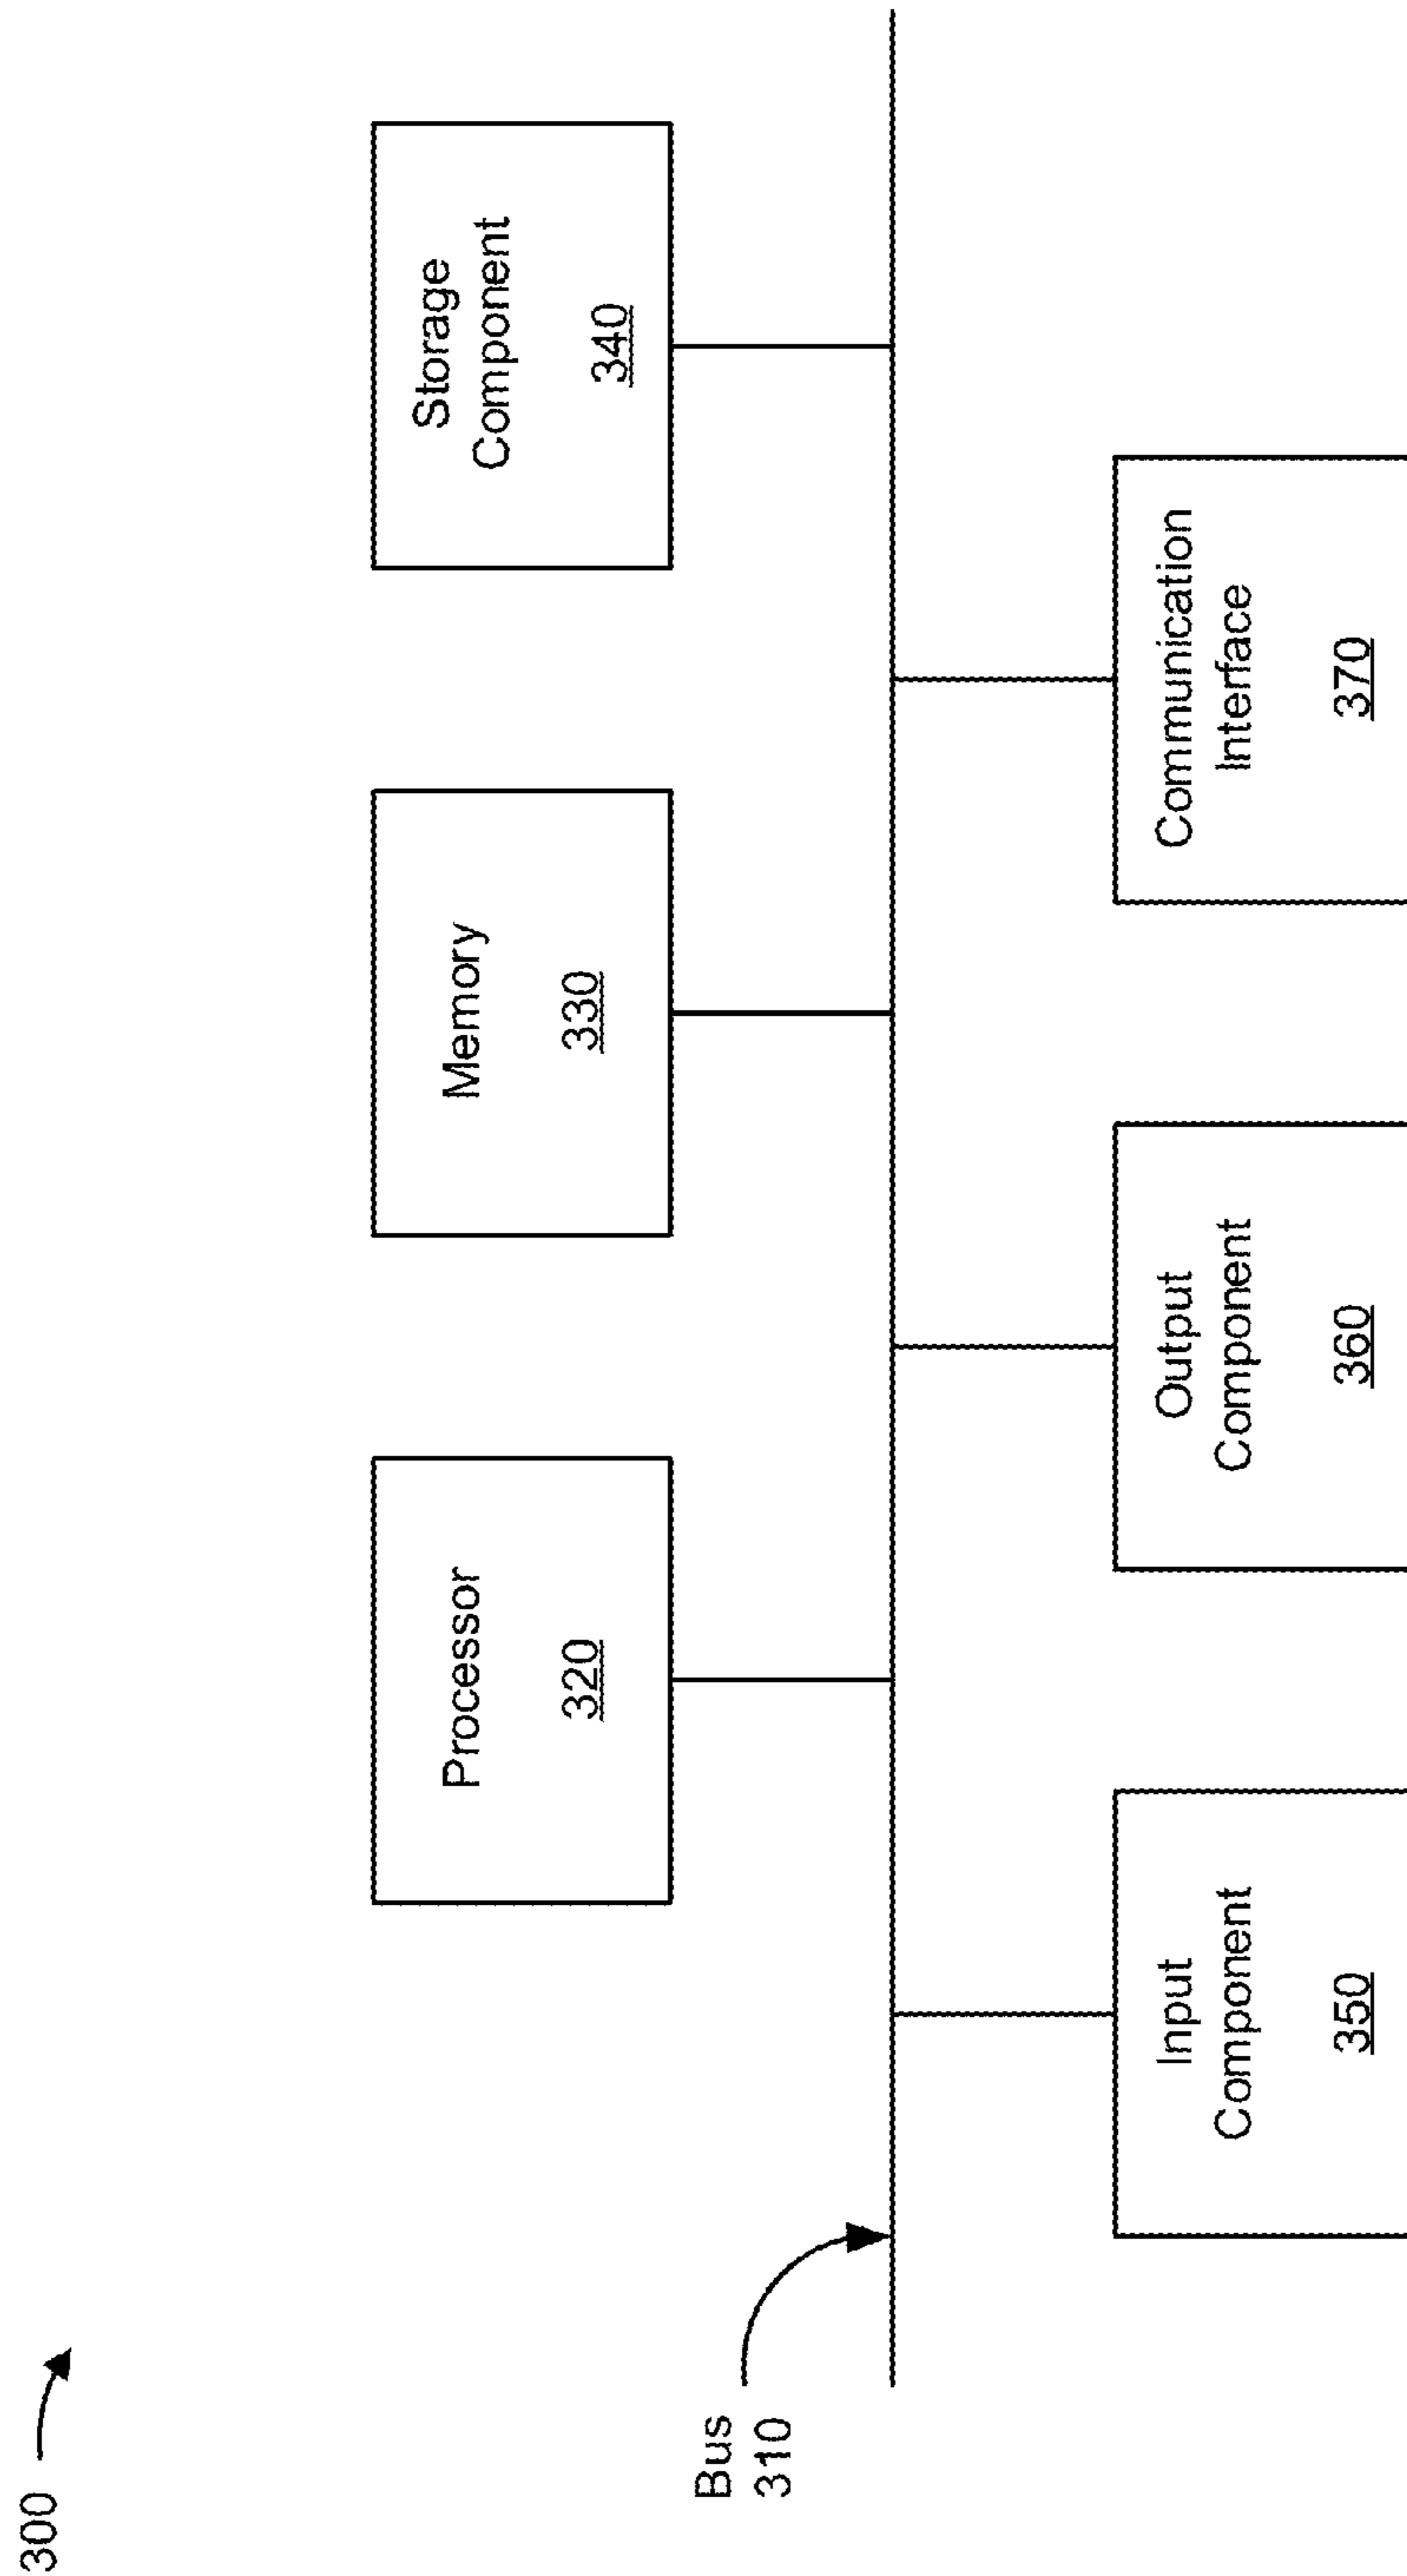 300
Processor
320
Memory
330
Storage
Component
340
Bus
310
Input
Component
350
Output
Component
360
Communication
Interface
370